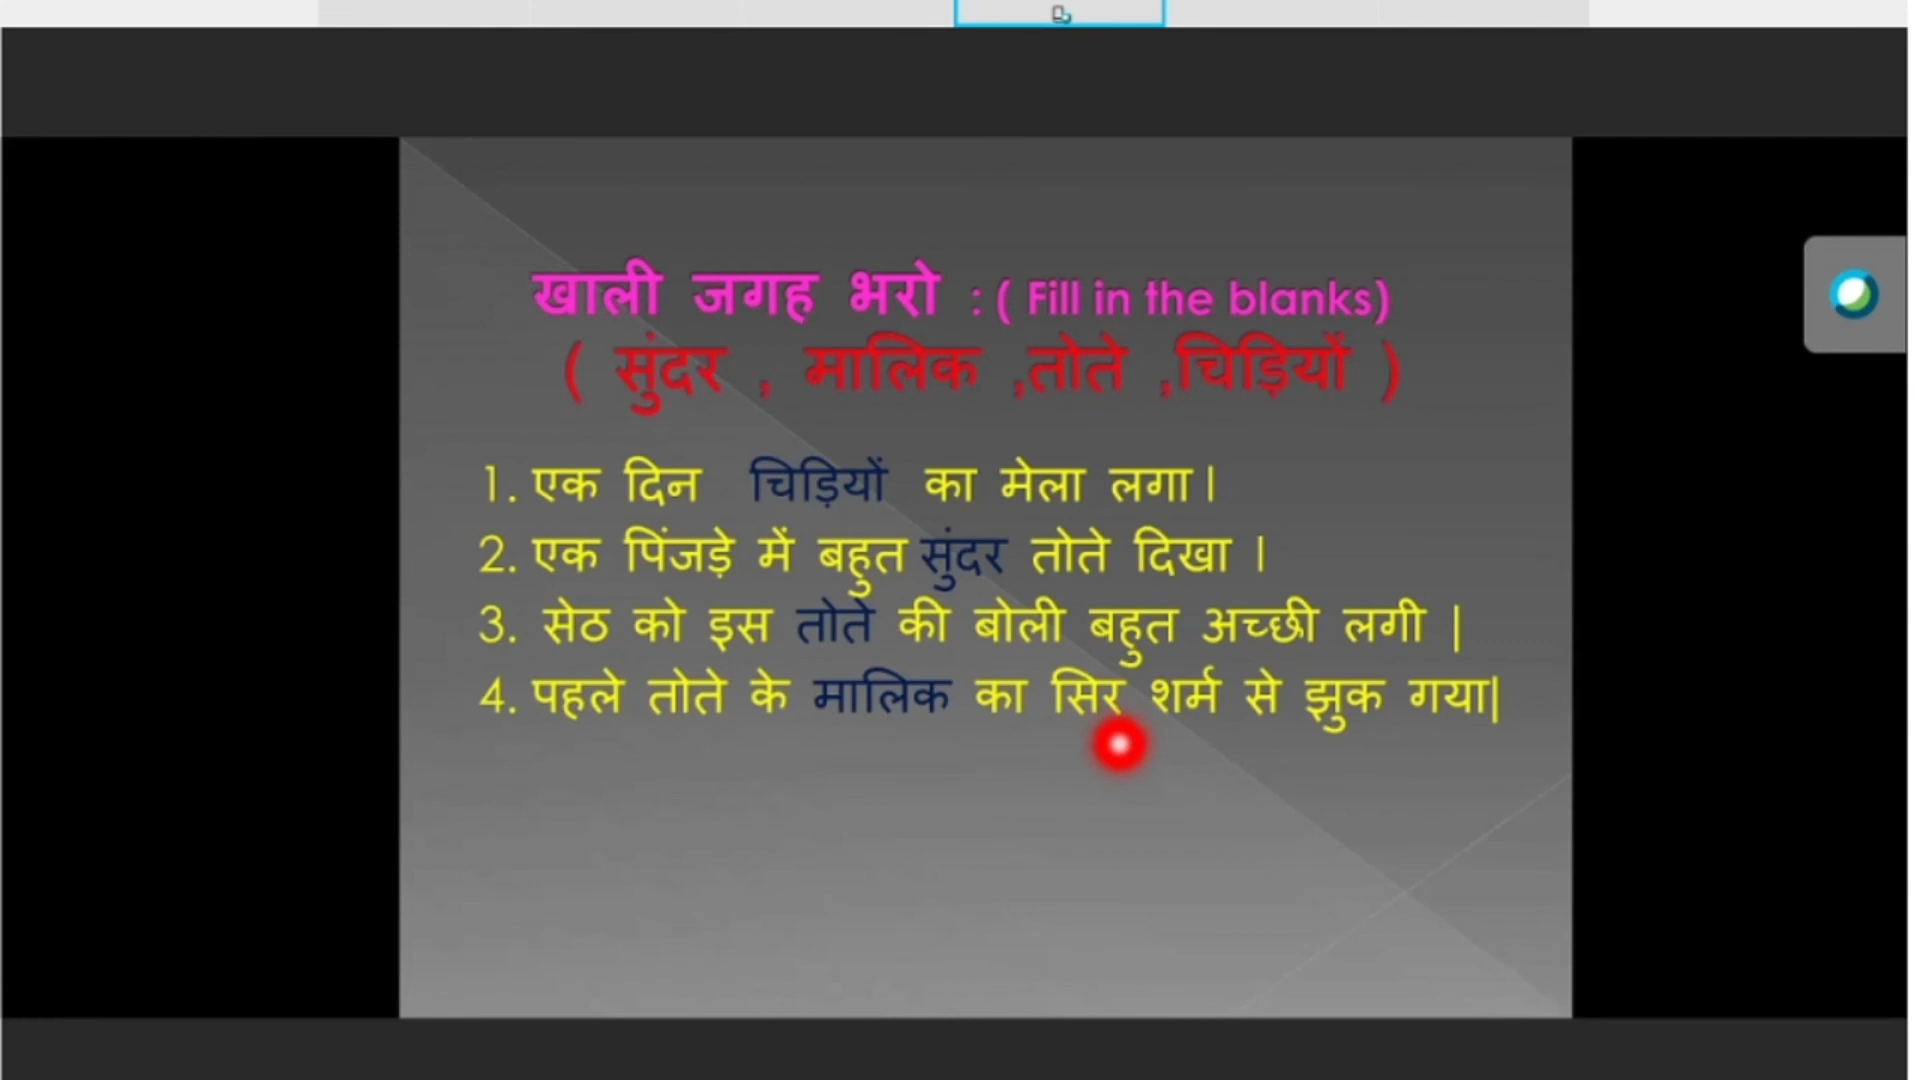 खाली जगह भरो : ( Fill in the blanks)
( सुंदर , मालिक ,तोते ,चिड़ियों )
1. एक दिन चिड़ियों का मेला लगा।
2. एक पिंजड़े में बहुत सुंदर तोते दिखा ।
3. सेठ को इस तोते की बोली बहुत अच्छी लगी |
4. पहले तोते के मालिक का सिर शर्म से झुक गया|